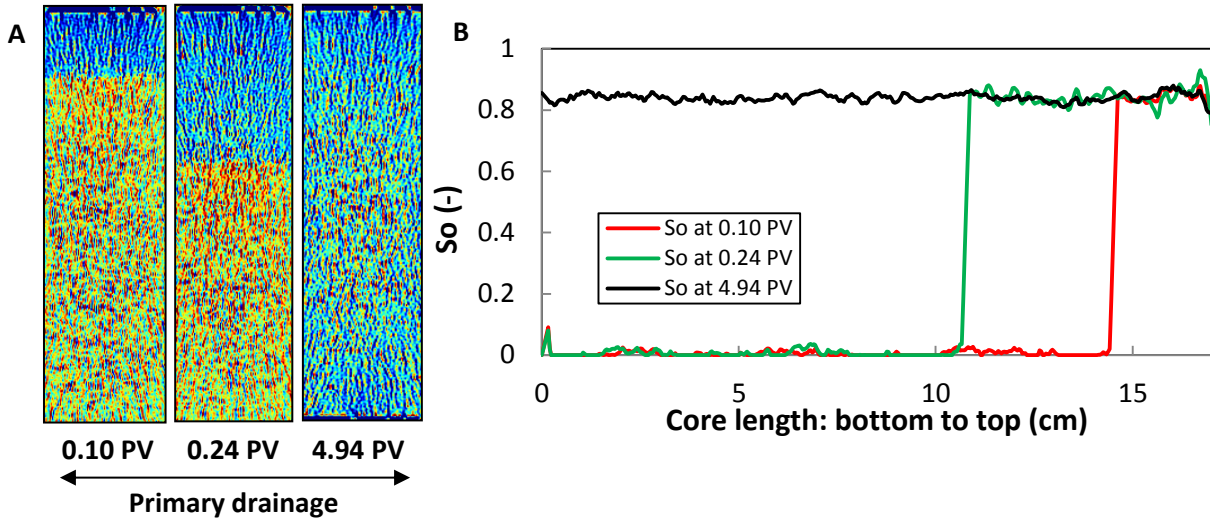 A
0.10 PV
0.24 PV
4.94 PV
Primary drainage
B
1
0.8
0.6
0.4
0.2
0
So (-)
So at 0.10 PV
So at 0.24 PV
So at 4.94 PV
0
5
10
15
Core length: bottom to top (cm)